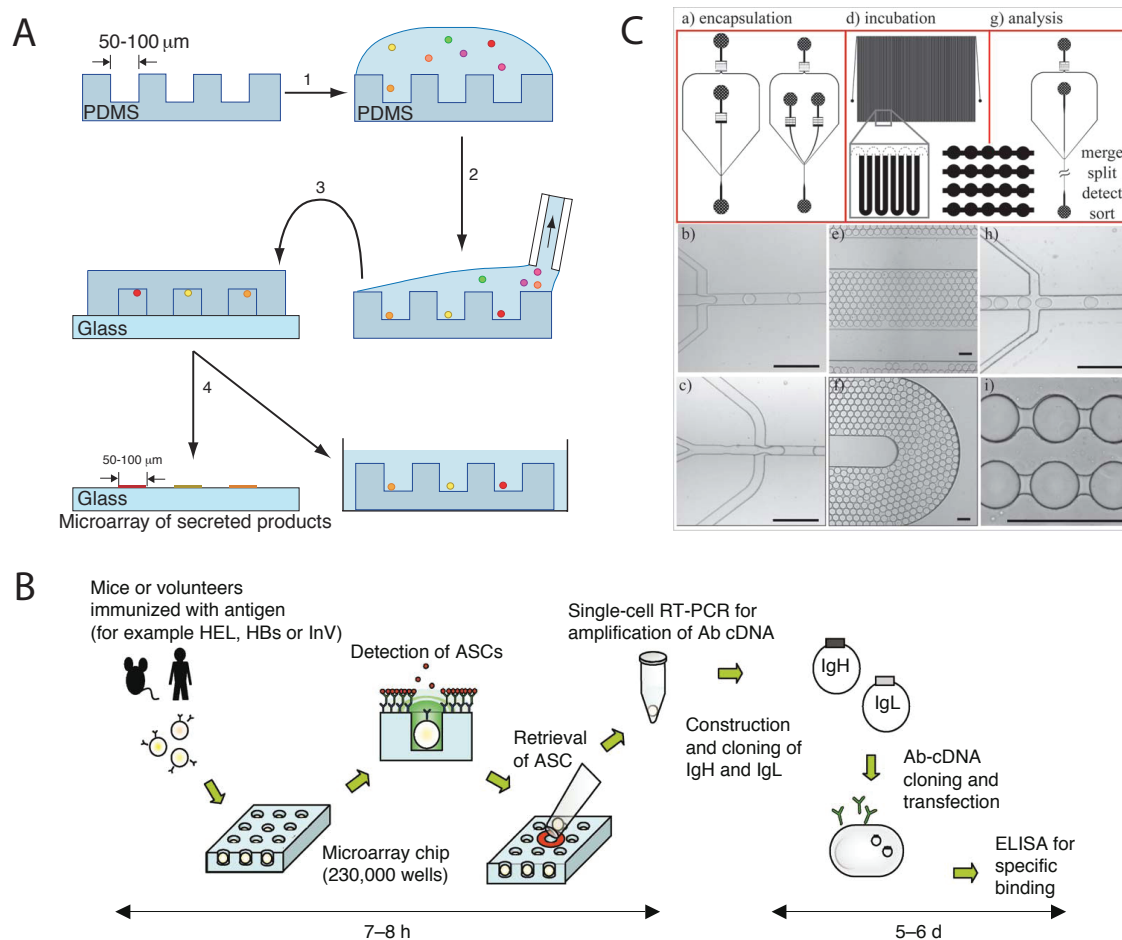 A
50-100 μm
PDMS
1
PDMS
2
3
Glass
4
50-100 μm
Glass
Microarray of secreted products
C
a) encapsulation
d) incubation
g) analysis
merge
split
detect
sort
b)
e)
h)
c)
f)
i)
B
Mice or volunteers
immunized with antigen
(for example HEL, HBs or InV)
Detection of ASCs
Microarray chip
(230,000 wells)
Retrieval
of ASC
Single-cell RT-PCR for
amplification of Ab cDNA
Construction
and cloning of
IgH and IgL
IgH
IgL
Ab-cDNA
cloning and
transfection
ELISA for
specific
binding
7–8 h
5–6 d